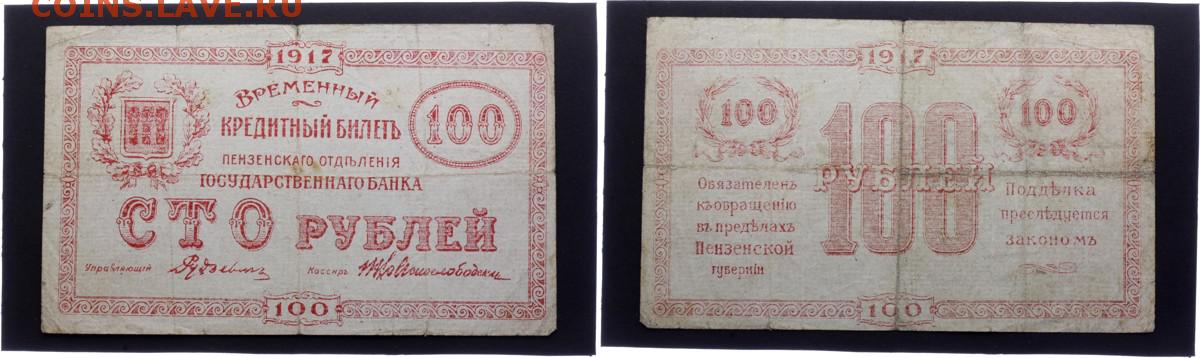 COINS.LAVE.RU
1917
ВРЕМЕННЫЙ
КРЕДИТНЫЙ БИЛЕТЪ
100
ПЕНЗЕНСКАГО ОТДѢЛЕНІЯ
ГОСУДАРСТВЕННАГО БАНКА
СТО РУБЛЕЙ
Управляющій
Кассиръ
100
1917
100
100
100
РУБЛЕЙ
Обязателенъ
къ обращенію
въ предѣлахъ
Пензенской
губерніи
Поддѣлка
преслѣдуется
закономъ
100